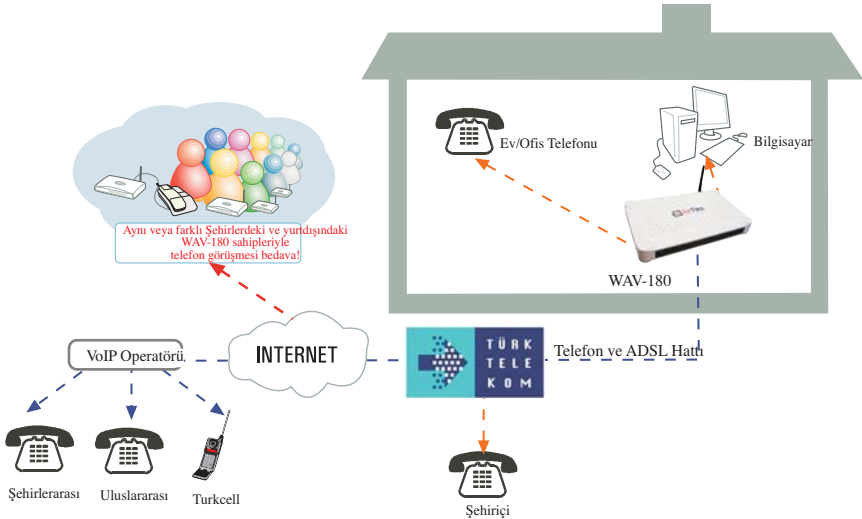 Ev/Ofis Telefonu
Bilgisayar
AirTies
WAV-180
Aynı veya farklı Şehirlerdeki ve yurtdışındaki
WAV-180 sahipleriyle
telefon görüşmesi bedava!
VoIP Operatörü
INTERNET
TÜRK
TELE
KOM
Telefon ve ADSL Hattı
Şehirlerarası
Uluslararası
Turkcell
Şehiriçi